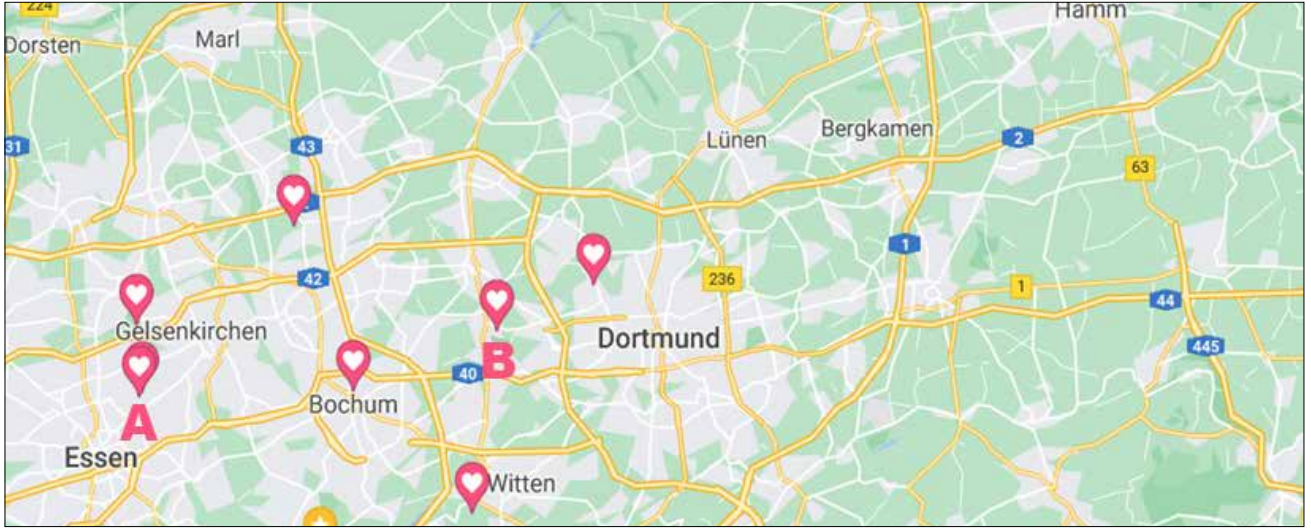 224
Hamm
Dorsten
Marl
31
43
Lünen
Bergkamen
2
63
1
42
236
1
44
Gelsenkirchen
Dortmund
445
B
40
Bochum
A
Essen
Witten